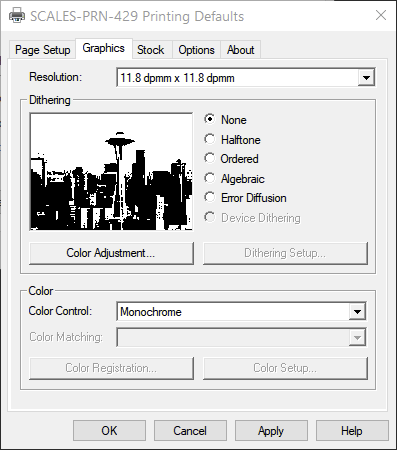 SCALES-PRN-429 Printing Defaults
Page Setup Graphics Stock Options About
Resolution: 11.8 dpmm x 11.8 dpmm
Dithering
None
Halftone
Ordered
Algebraic
Error Diffusion
Device Dithering
Color Adjustment... Dithering Setup...
Color
Color Control: Monochrome
Color Matching:
Color Registration... Color Setup...
OK Cancel Apply Help